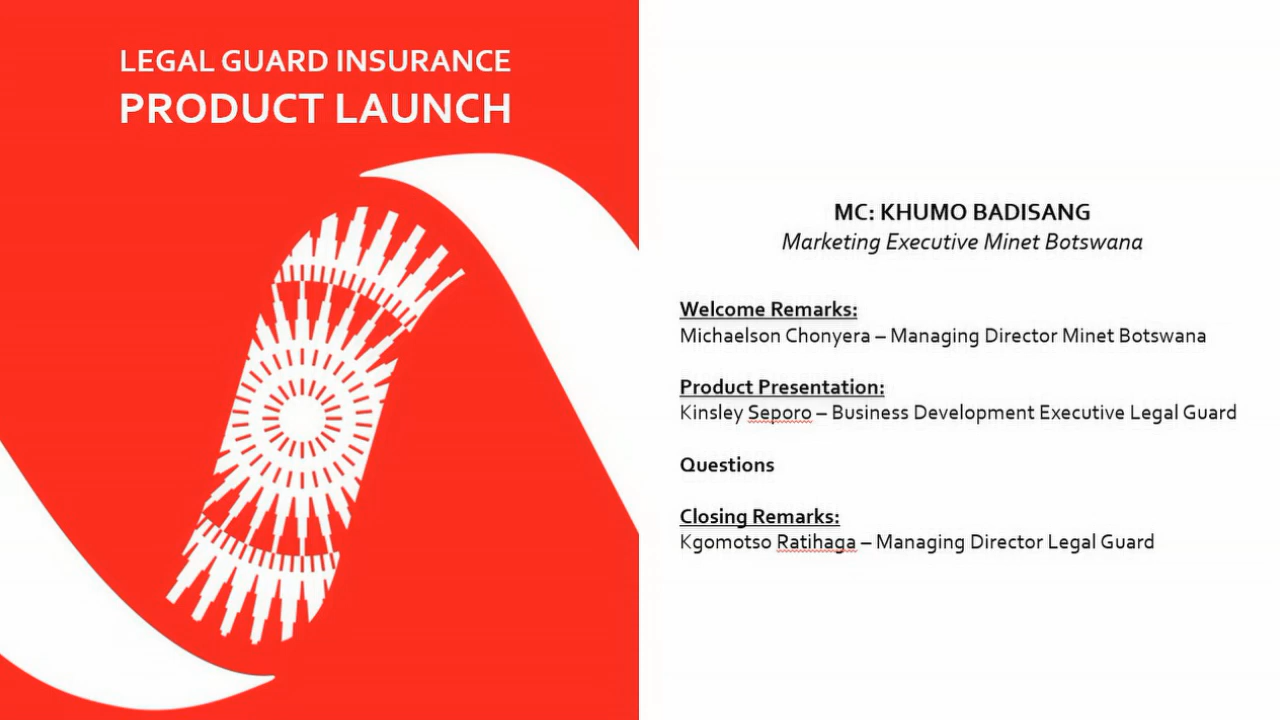 LEGAL GUARD INSURANCE
PRODUCT LAUNCH
MC: KHUMO BADISANG
Marketing Executive Minet Botswana
Welcome Remarks:
Michaelson Chonyera – Managing Director Minet Botswana
Product Presentation:
Kinsley Seporo – Business Development Executive Legal Guard
Questions
Closing Remarks:
Kgomotso Ratihaga – Managing Director Legal Guard